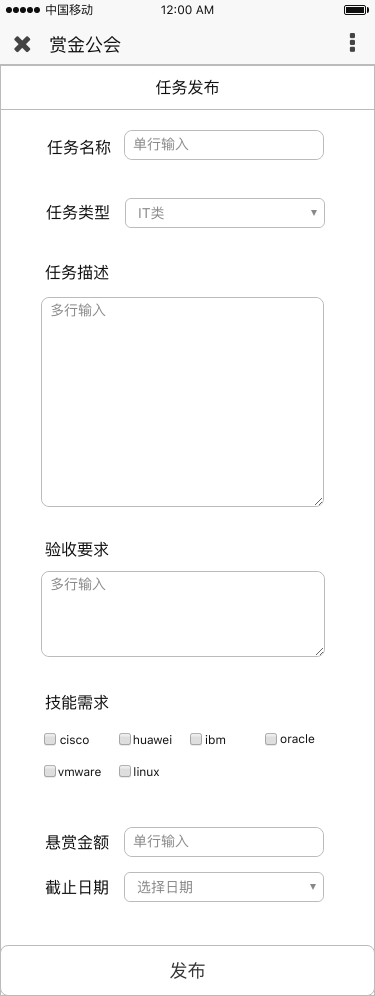 中国移动 12:00 AM
赏金公会
任务发布
任务名称 单行输入
任务类型 IT类
任务描述
多行输入
验收要求
多行输入
技能需求
cisco huawei ibm oracle
vmware linux
悬赏金额 单行输入
截止日期 选择日期
发布